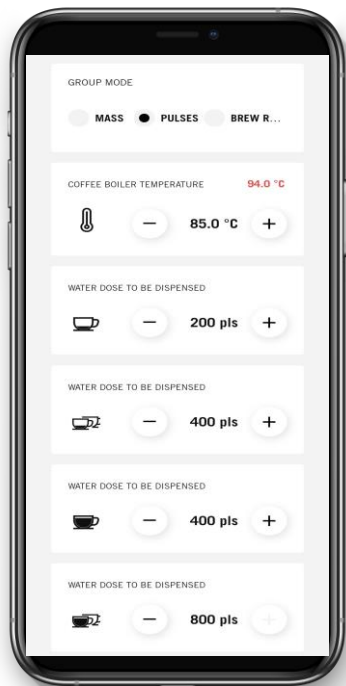 GROUP MODE
MASS PULSES BREW R...
COFFEE BOILER TEMPERATURE 94.0 °C
− 85.0 °C +
WATER DOSE TO BE DISPENSED
− 200 pls +
WATER DOSE TO BE DISPENSED
− 400 pls +
WATER DOSE TO BE DISPENSED
− 400 pls +
WATER DOSE TO BE DISPENSED
− 800 pls +